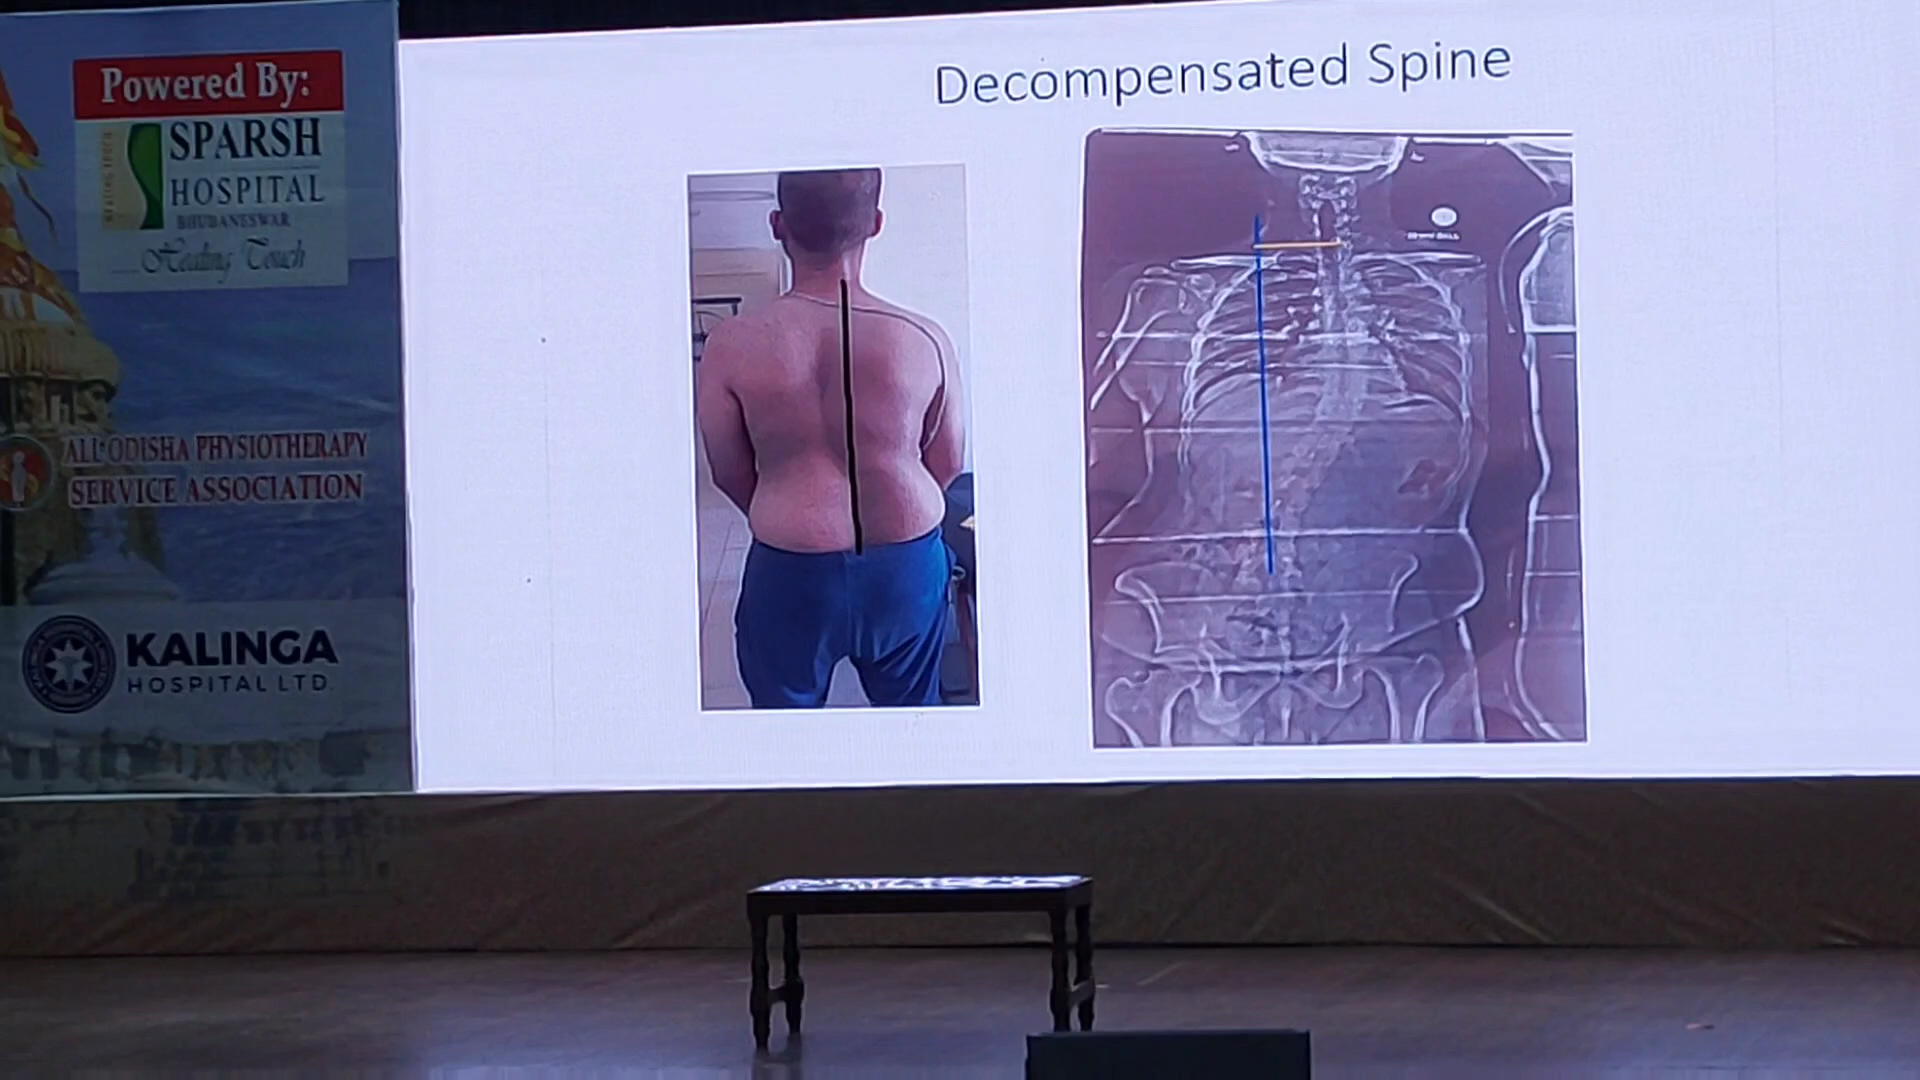 Powered By:
SPARSH
HOSPITAL
BHUBANESWAR
Healing Touch
ALL ODISHA PHYSIOTHERAPY
SERVICE ASSOCIATION
KALINGA
HOSPITAL LTD.
Decompensated Spine